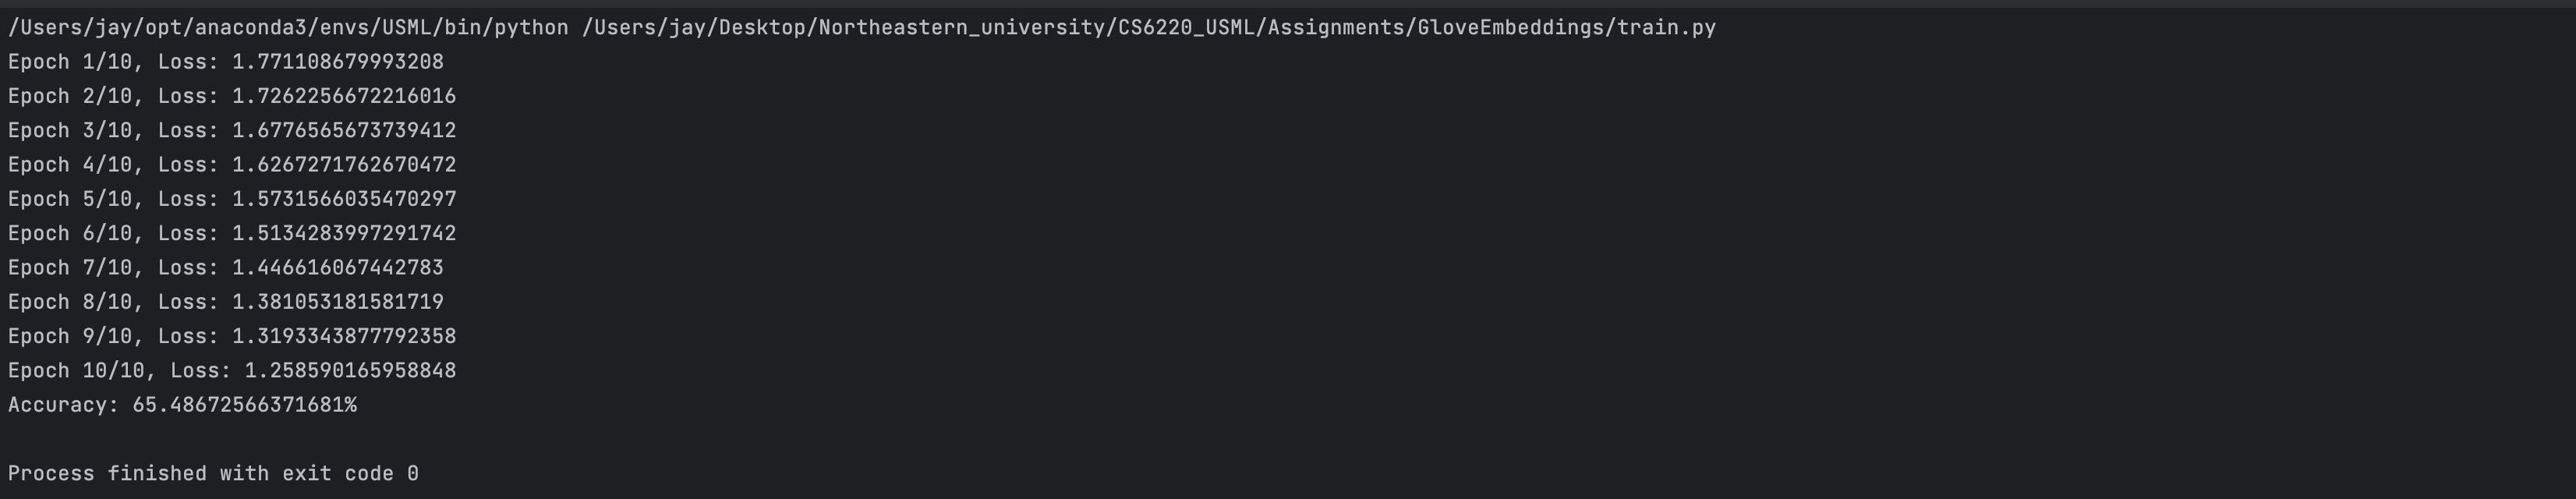 /Users/jay/opt/anaconda3/envs/USML/bin/python /Users/jay/Desktop/Northeastern_university/CS6220_USML/Assignments/GloveEmbeddings/train.py
Epoch 1/10, Loss: 1.771108679993208
Epoch 2/10, Loss: 1.7262256672216016
Epoch 3/10, Loss: 1.6776565673739412
Epoch 4/10, Loss: 1.6267271762670472
Epoch 5/10, Loss: 1.5731566035470297
Epoch 6/10, Loss: 1.5134283997291742
Epoch 7/10, Loss: 1.446616067442783
Epoch 8/10, Loss: 1.381053181581719
Epoch 9/10, Loss: 1.3193343877792358
Epoch 10/10, Loss: 1.258590165958848
Accuracy: 65.48672566371681%
Process finished with exit code 0